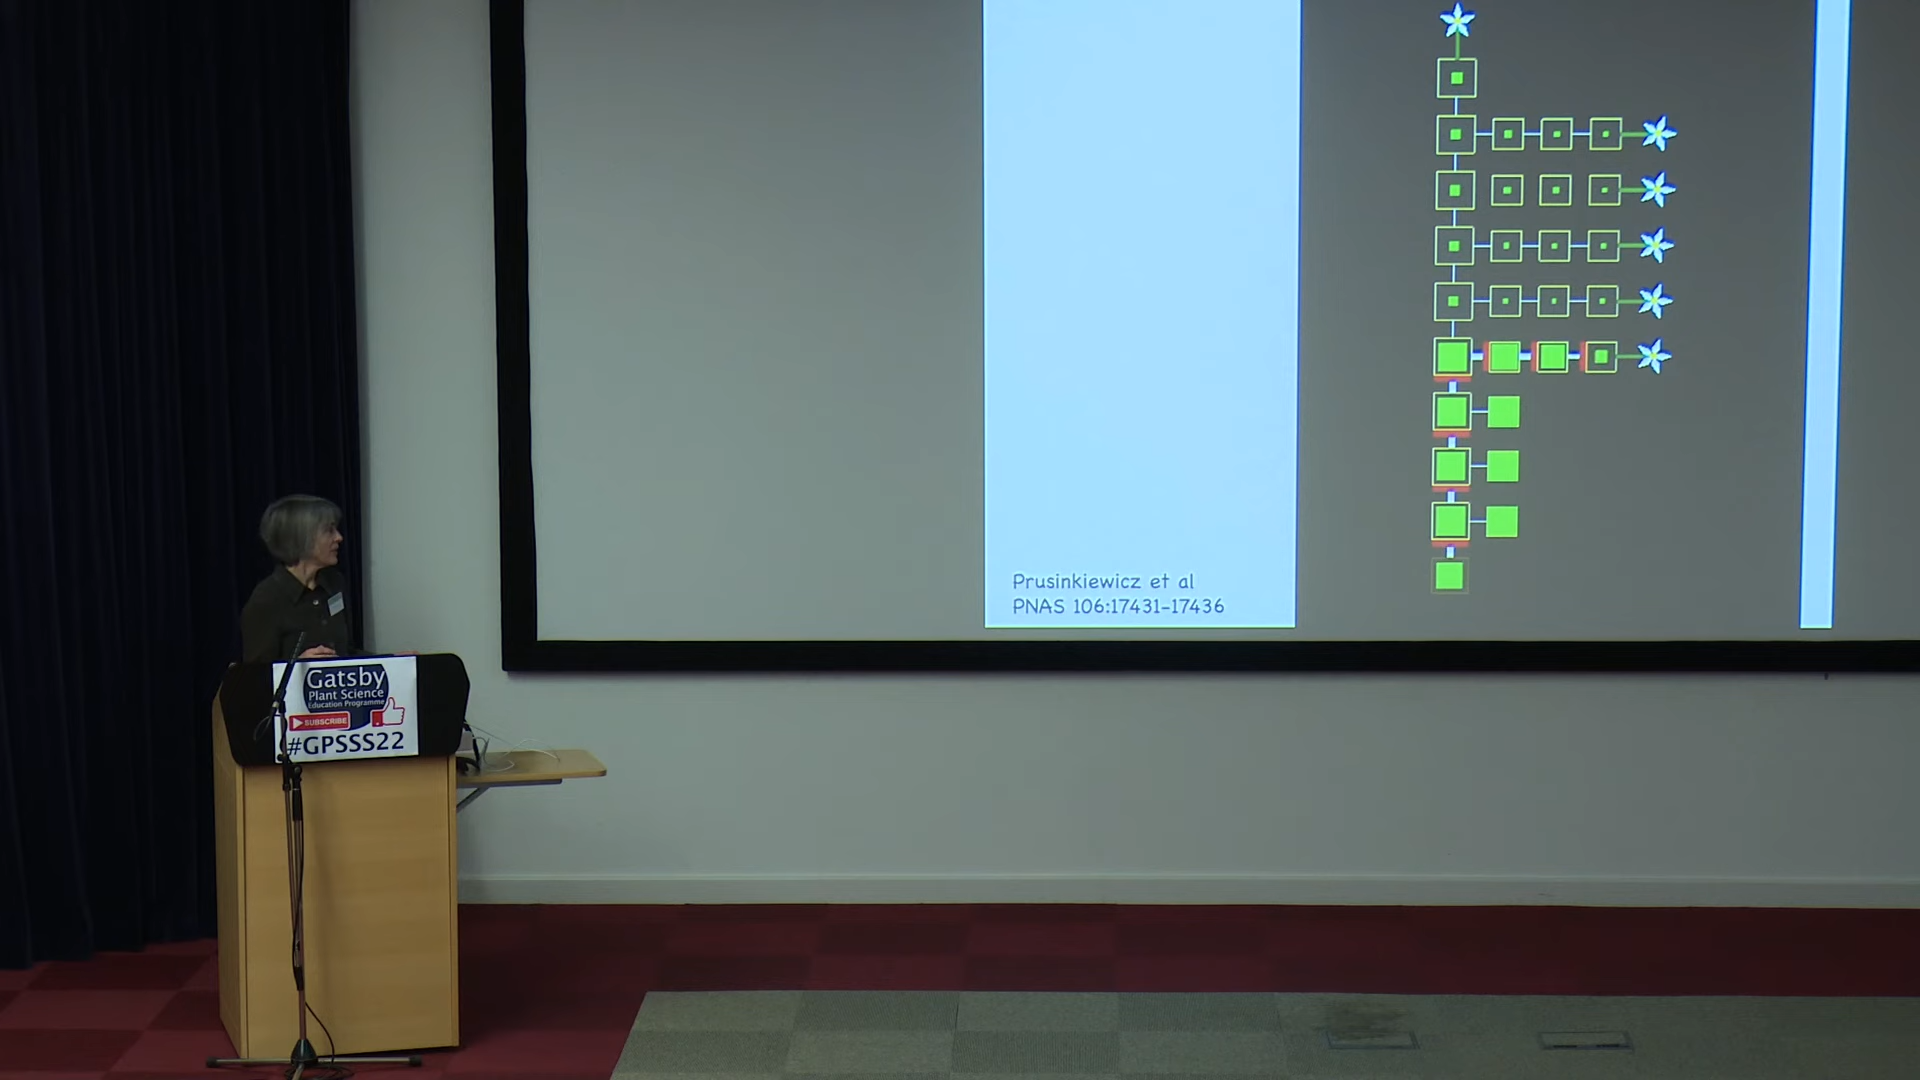 Prusinkiewicz et al
PNAS 106:17431-17436
Gatsby
Plant Science
Education Programme
SUBSCRIBE
#GPSSS22